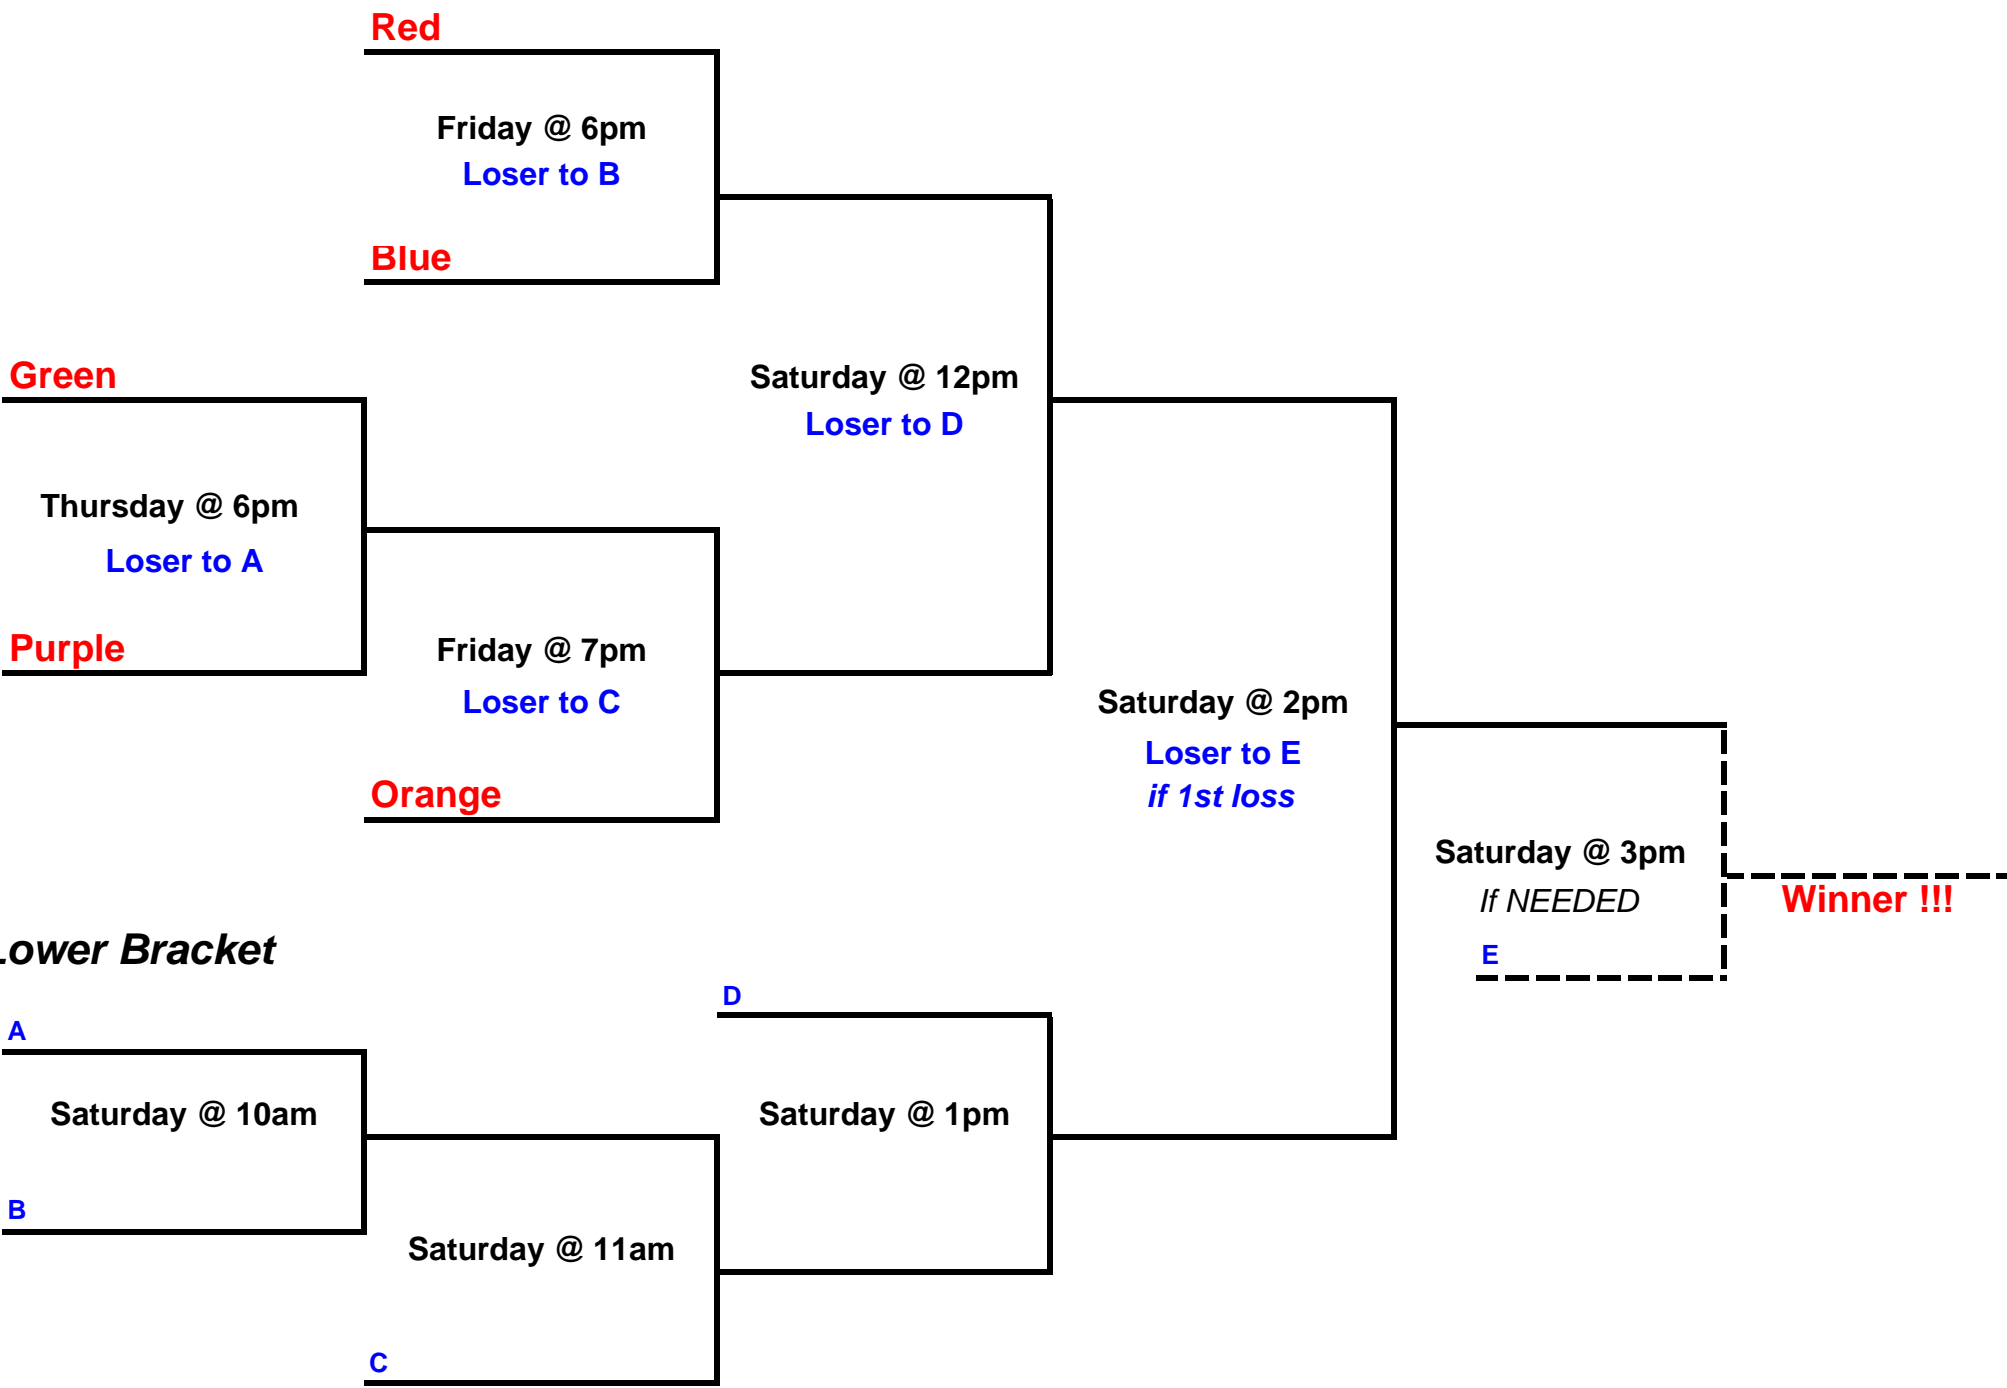 Red
Friday @ 6pm
Loser to B
Blue
Green
Saturday @ 12pm
Loser to D
Thursday @ 6pm
Loser to A
Purple
Friday @ 7pm
Loser to C
Orange
Saturday @ 2pm
Loser to E
if 1st loss
Saturday @ 3pm
If NEEDED
E
Winner !!!
Lower Bracket
A
Saturday @ 10am
B
D
Saturday @ 1pm
Saturday @ 11am
C